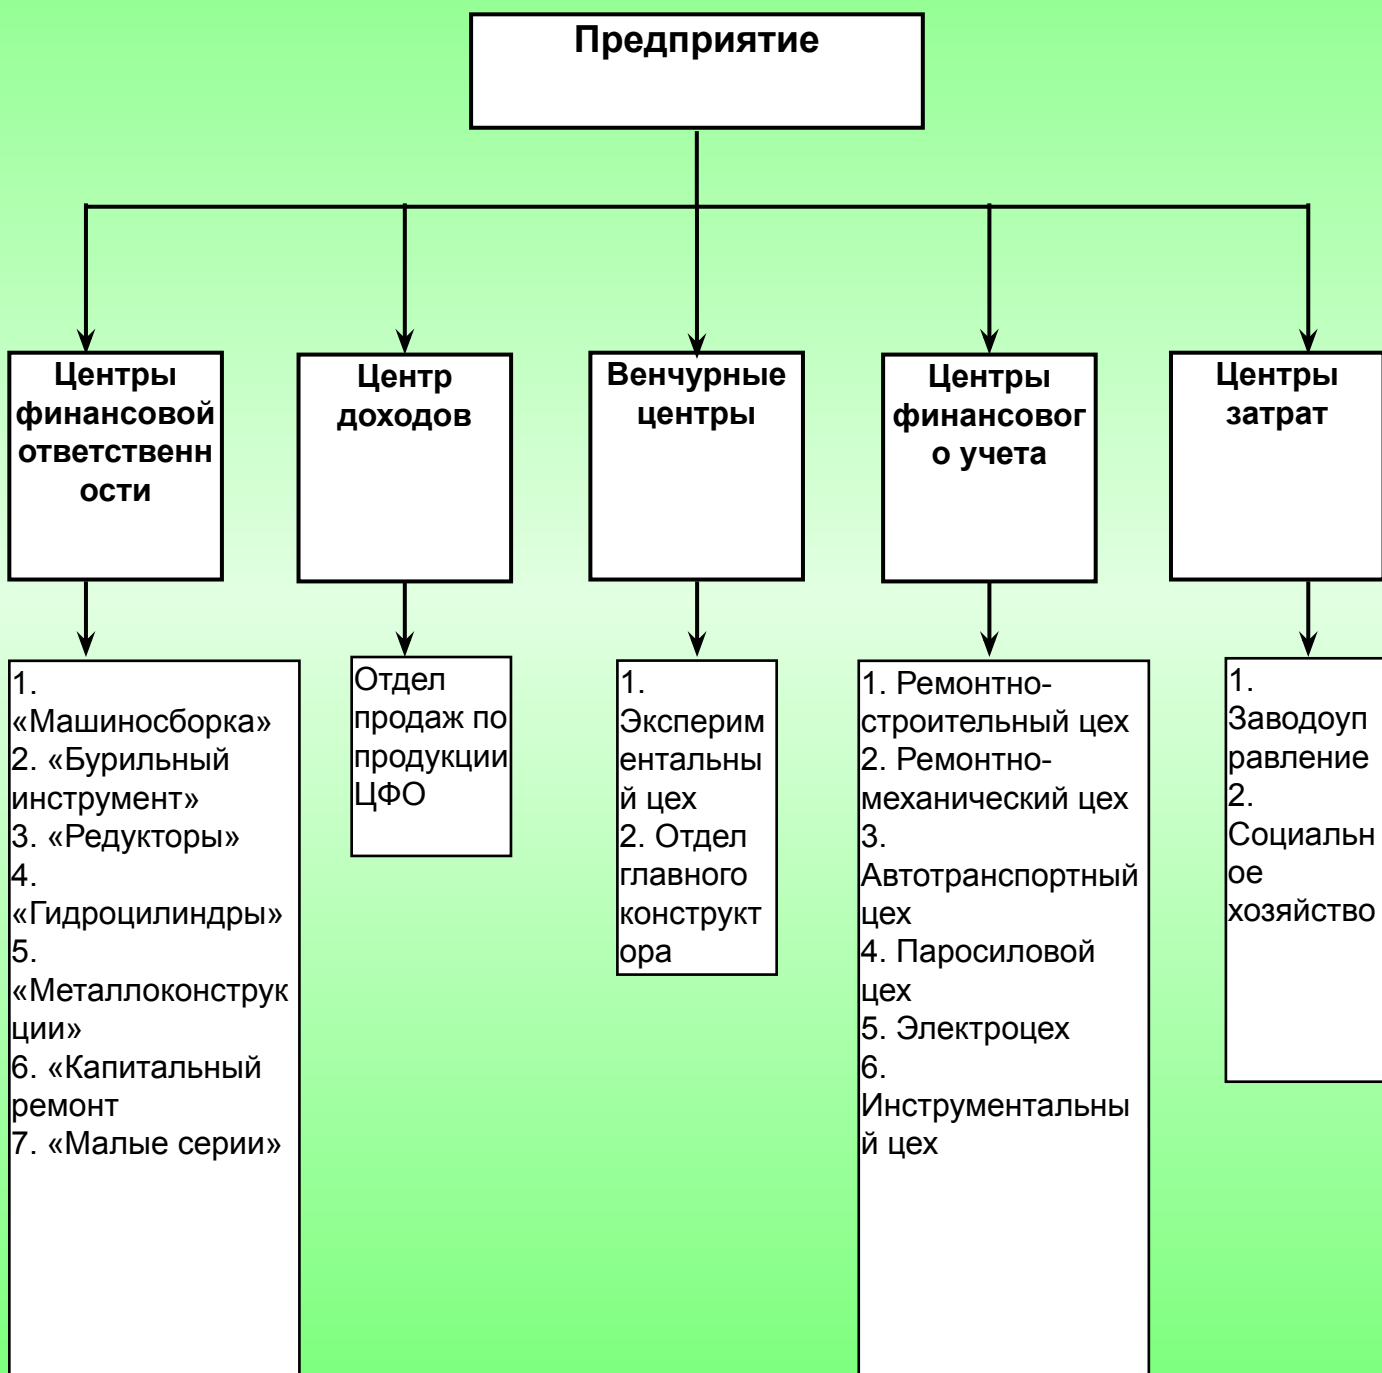 Предприятие
Центры
финансовой
ответственн
ости
Центр
доходов
Венчурные
центры
Центры
финансовог
о учета
Центры
затрат
1.
«Машиносборка»
2. «Бурильный
инструмент»
3. «Редукторы»
4.
«Гидроцилиндры»
5.
«Металлоконструк
ции»
6. «Капитальный
ремонт
7. «Малые серии»
Отдел
продаж по
продукции
ЦФО
1.
Эксперим
ентальны
й цех
2. Отдел
главного
конструкт
ора
1. Ремонтно-
строительный цех
2. Ремонтно-
механический цех
3.
Автотранспортный
цех
4. Паросиловой
цех
5. Электроцех
6.
Инструментальны
й цех
1.
Заводоуп
равление
2.
Социальн
ое
хозяйство